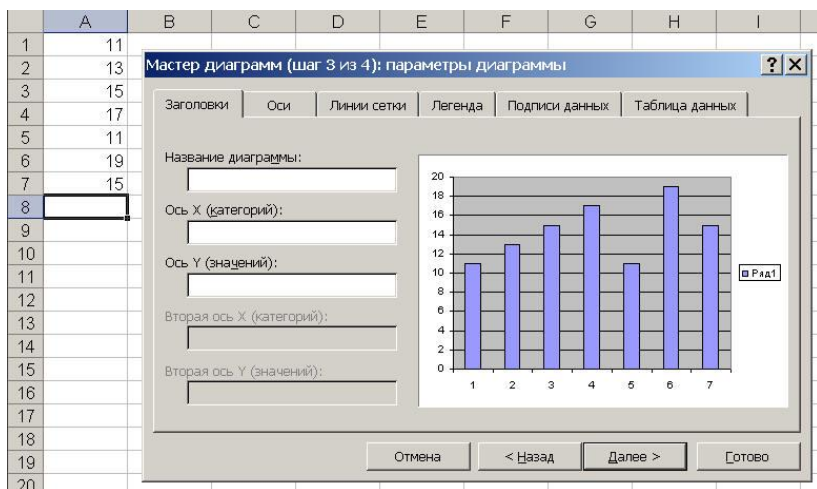 A B C D E F G H I
1 11
2 13
3 15
4 17
5 11
6 19
7 15
8
9
10
11
12
13
14
15
16
17
18
19
20
Мастер диаграмм (шаг 3 из 4): параметры диаграммы
Заголовки Оси Линии сетки Легенда Подписи данных Таблица данных
Название диаграммы:
Ось X (категорий):
Ось Y (значений):
Вторая ось X (категорий):
Вторая ось Y (значений):
20
18
16
14
12
10
8
6
4
2
0
1 2 3 4 5 6 7
Ряд1
Отмена < Назад Далее > Готово